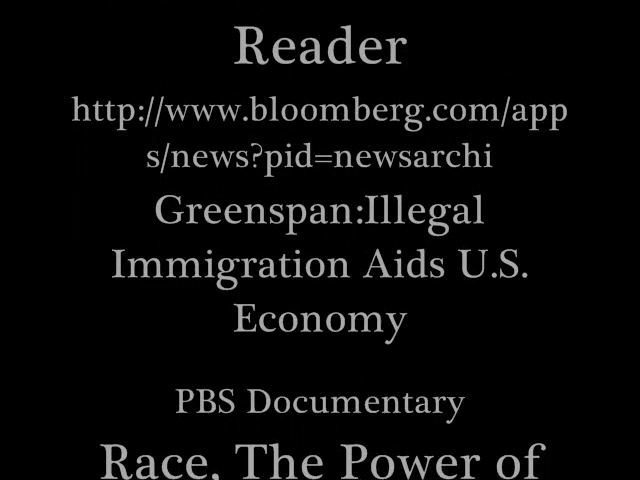 Reader
http://www.bloomberg.com/app
s/news?pid=newsarchi
Greenspan:Illegal
Immigration Aids U.S.
Economy
PBS Documentary
Race, The Power of